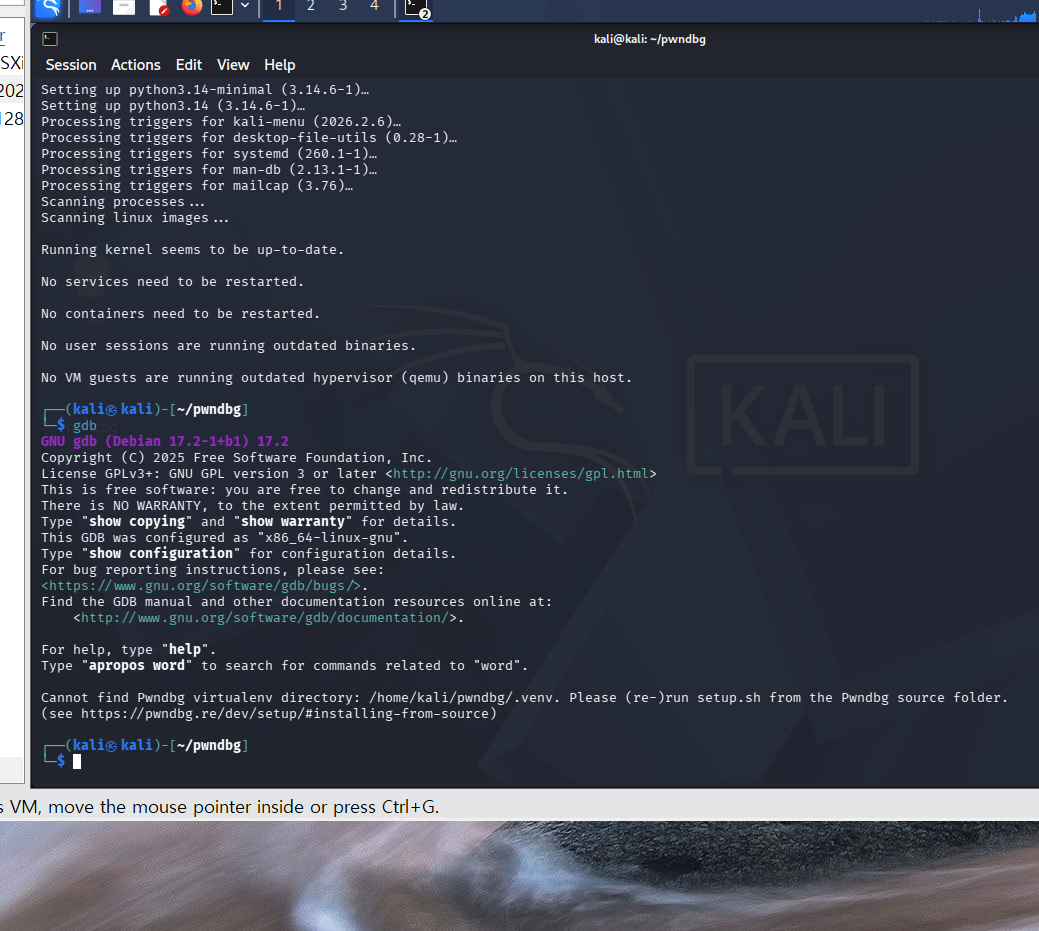 1 2 3 4
2
r
SXi
202
128
kali@kali: ~/pwndbg
Session Actions Edit View Help
Setting up python3.14-minimal (3.14.6-1)…
Setting up python3.14 (3.14.6-1)…
Processing triggers for kali-menu (2026.2.6)…
Processing triggers for desktop-file-utils (0.28-1)…
Processing triggers for systemd (260.1-1)…
Processing triggers for man-db (2.13.1-1)…
Processing triggers for mailcap (3.76)…
Scanning processes...
Scanning linux images...
Running kernel seems to be up-to-date.
No services need to be restarted.
No containers need to be restarted.
No user sessions are running outdated binaries.
No VM guests are running outdated hypervisor (qemu) binaries on this host.
┌──(kali㉿kali)-[~/pwndbg]
└─$ gdb
GNU gdb (Debian 17.2-1+b1) 17.2
Copyright (C) 2025 Free Software Foundation, Inc.
License GPLv3+: GNU GPL version 3 or later <http://gnu.org/licenses/gpl.html>
This is free software: you are free to change and redistribute it.
There is NO WARRANTY, to the extent permitted by law.
Type "show copying" and "show warranty" for details.
This GDB was configured as "x86_64-linux-gnu".
Type "show configuration" for configuration details.
For bug reporting instructions, please see:
<https://www.gnu.org/software/gdb/bugs/>.
Find the GDB manual and other documentation resources online at:
<http://www.gnu.org/software/gdb/documentation/>.
For help, type "help".
Type "apropos word" to search for commands related to "word".
Cannot find Pwndbg virtualenv directory: /home/kali/pwndbg/.venv. Please (re-)run setup.sh from the Pwndbg source folder.
(see https://pwndbg.re/dev/setup/#installing-from-source)
┌──(kali㉿kali)-[~/pwndbg]
└─$
KALI
s VM, move the mouse pointer inside or press Ctrl+G.